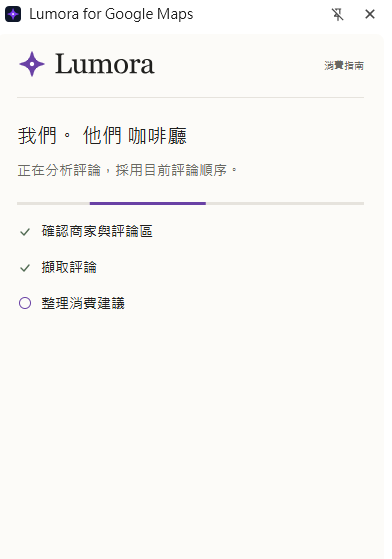 Lumora for Google Maps
Lumora
消費指南
我們。 他們 咖啡廳
正在分析評論，採用目前評論順序。
確認商家與評論區
擷取評論
整理消費建議